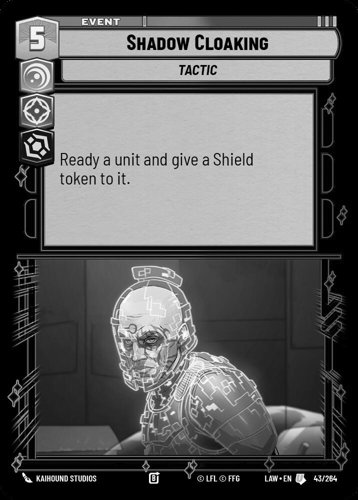 EVENT
5
SHADOW CLOAKING
TACTIC
Ready a unit and give a Shield
token to it.
KAIHOUND STUDIOS
© LFL © FFG
LAW • EN
43/264